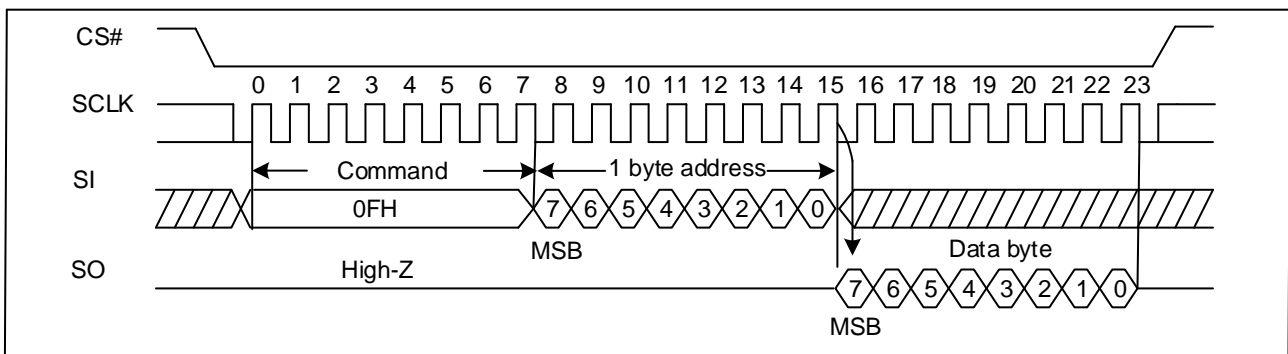 CS#
0 1 2 3 4 5 6 7 8 9 10 11 12 13 14 15 16 17 18 19 20 21 22 23
SCLK
Command 1 byte address
SI
0FH 7 6 5 4 3 2 1 0
MSB Data byte
SO High-Z
7 6 5 4 3 2 1 0
MSB